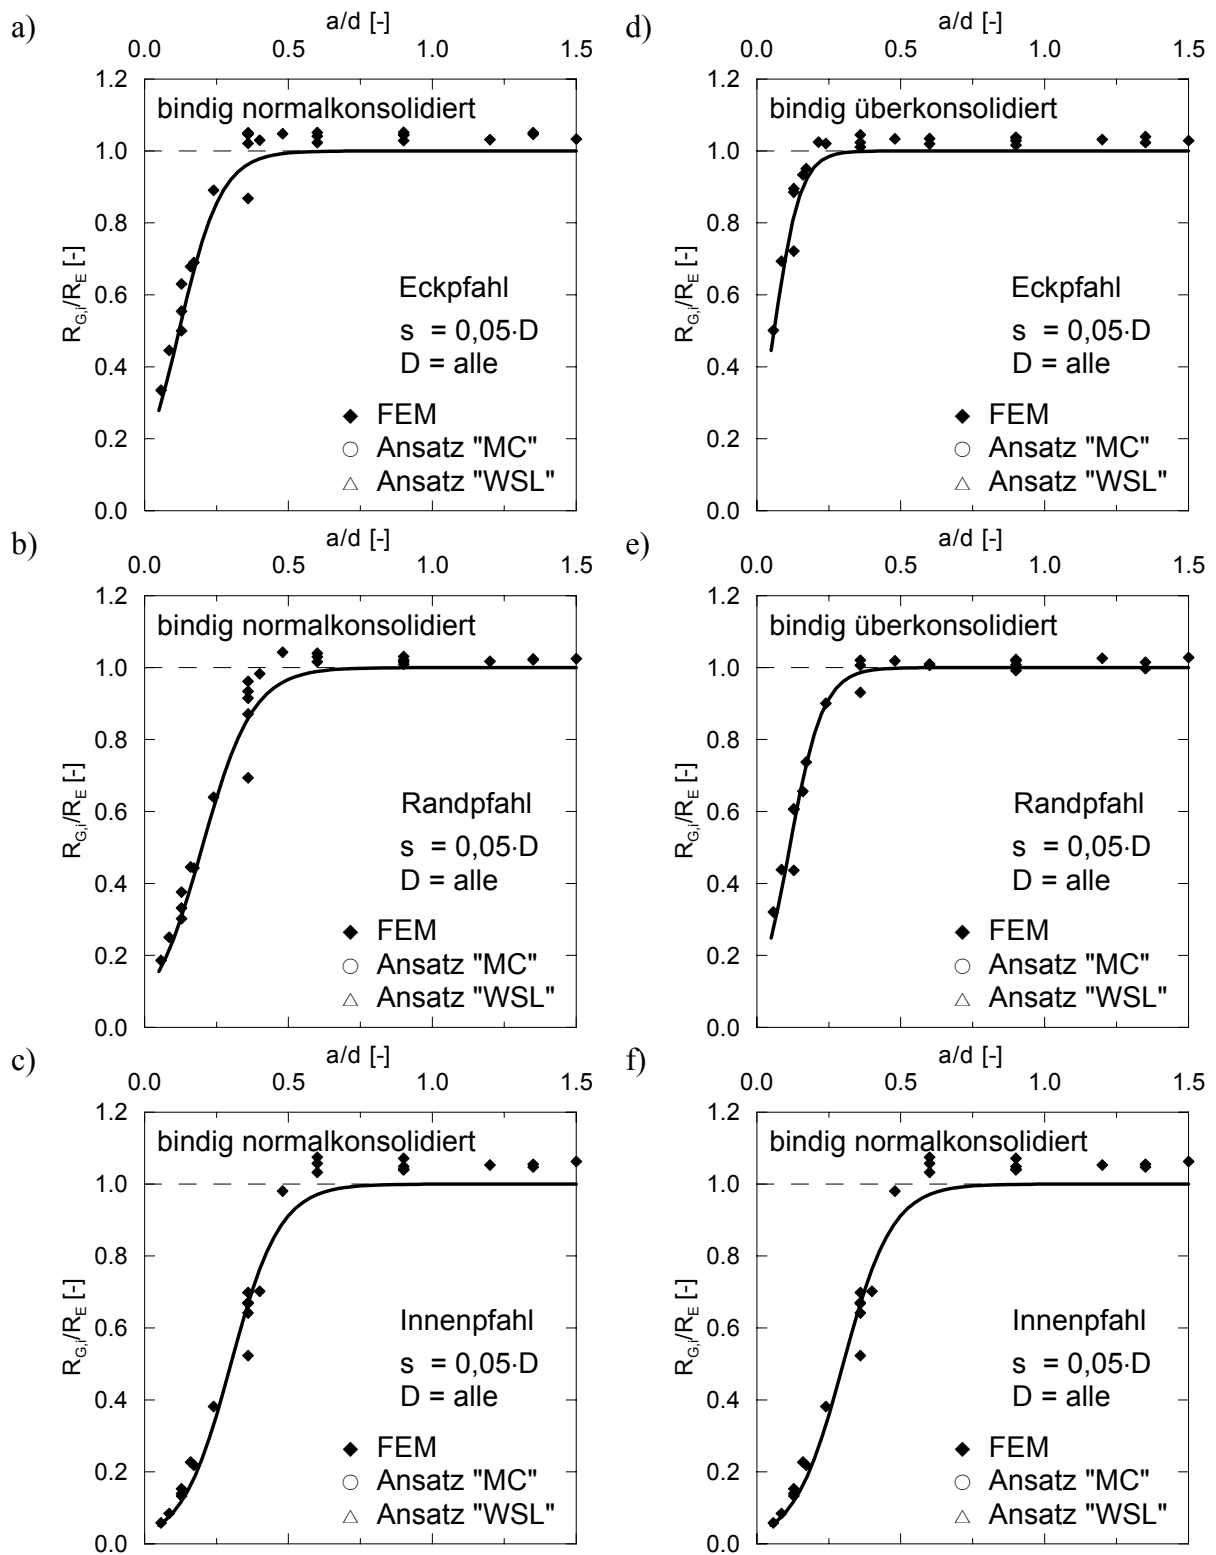 a)
a/d [-]
0.0 0.5 1.0 1.5
1.2
1.0
0.8
0.6
0.4
0.2
0.0
R_G,i/R_E [-]
bindig normalkonsolidiert
Eckpfahl
s = 0,05·D
D = alle
FEM
Ansatz "MC"
Ansatz "WSL"
d)
a/d [-]
0.0 0.5 1.0 1.5
1.2
1.0
0.8
0.6
0.4
0.2
0.0
R_G,i/R_E [-]
bindig überkonsolidiert
Eckpfahl
s = 0,05·D
D = alle
FEM
Ansatz "MC"
Ansatz "WSL"
b)
a/d [-]
0.0 0.5 1.0 1.5
1.2
1.0
0.8
0.6
0.4
0.2
0.0
R_G,i/R_E [-]
bindig normalkonsolidiert
Randpfahl
s = 0,05·D
D = alle
FEM
Ansatz "MC"
Ansatz "WSL"
e)
a/d [-]
0.0 0.5 1.0 1.5
1.2
1.0
0.8
0.6
0.4
0.2
0.0
R_G,i/R_E [-]
bindig überkonsolidiert
Randpfahl
s = 0,05·D
D = alle
FEM
Ansatz "MC"
Ansatz "WSL"
c)
a/d [-]
0.0 0.5 1.0 1.5
1.2
1.0
0.8
0.6
0.4
0.2
0.0
R_G,i/R_E [-]
bindig normalkonsolidiert
Innenpfahl
s = 0,05·D
D = alle
FEM
Ansatz "MC"
Ansatz "WSL"
f)
a/d [-]
0.0 0.5 1.0 1.5
1.2
1.0
0.8
0.6
0.4
0.2
0.0
R_G,i/R_E [-]
bindig normalkonsolidiert
Innenpfahl
s = 0,05·D
D = alle
FEM
Ansatz "MC"
Ansatz "WSL"